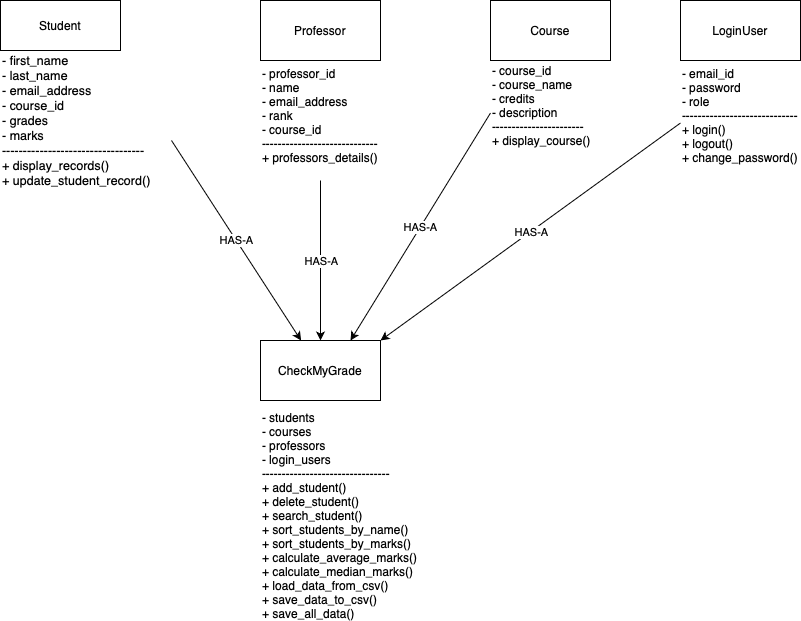 Student
- first_name
- last_name
- email_address
- course_id
- grades
- marks
-----------------------------------
+ display_records()
+ update_student_record()
Professor
- professor_id
- name
- email_address
- rank
- course_id
-----------------------------
+ professors_details()
Course
- course_id
- course_name
- credits
- description
-----------------------
+ display_course()
LoginUser
- email_id
- password
- role
-----------------------------
+ login()
+ logout()
+ change_password()
HAS-A
HAS-A
HAS-A
HAS-A
CheckMyGrade
- students
- courses
- professors
- login_users
--------------------------------
+ add_student()
+ delete_student()
+ search_student()
+ sort_students_by_name()
+ sort_students_by_marks()
+ calculate_average_marks()
+ calculate_median_marks()
+ load_data_from_csv()
+ save_data_to_csv()
+ save_all_data()